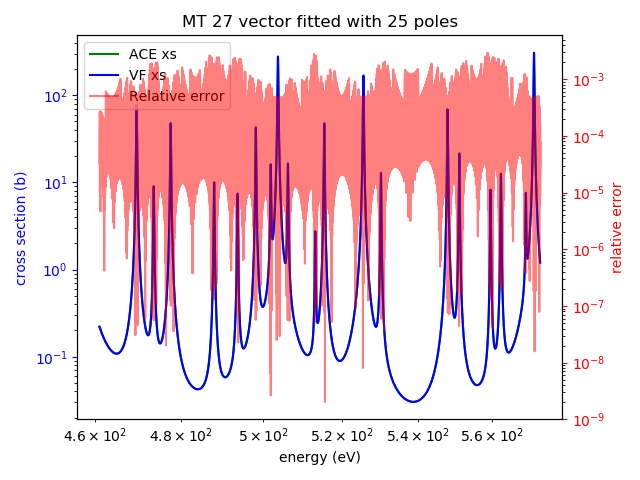 MT 27 vector fitted with 25 poles
ACE xs
VF xs
Relative error
cross section (b)
10²
10¹
10⁰
10⁻¹
relative error
10⁻³
10⁻⁴
10⁻⁵
10⁻⁶
10⁻⁷
10⁻⁸
10⁻⁹
4.6 × 10² 4.8 × 10² 5 × 10² 5.2 × 10² 5.4 × 10² 5.6 × 10²
energy (eV)